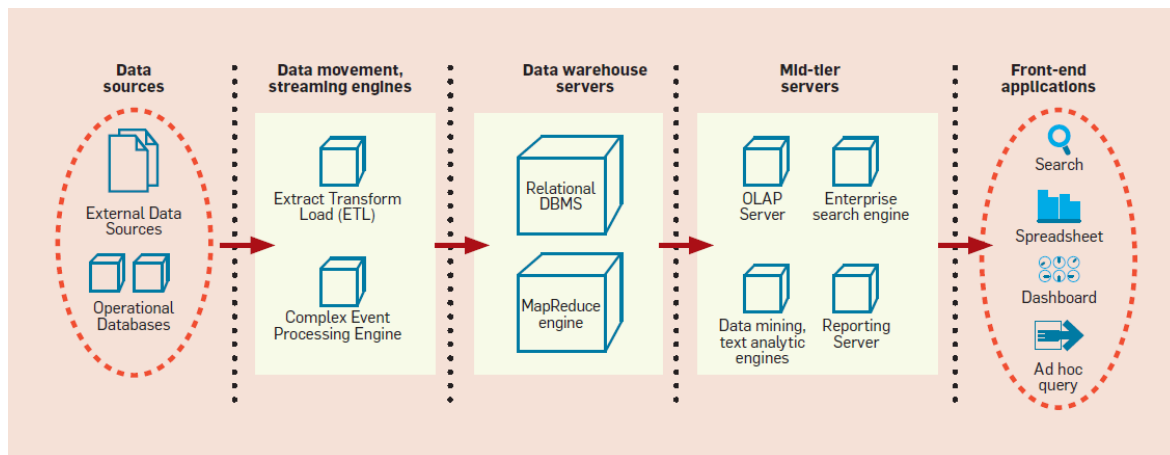 Data
sources
Data movement,
streaming engines
Data warehouse
servers
Mid-tier
servers
Front-end
applications
External Data
Sources
Operational
Databases
Extract Transform
Load (ETL)
Complex Event
Processing Engine
Relational
DBMS
MapReduce
engine
OLAP
Server
Enterprise
search engine
Data mining,
text analytic
engines
Reporting
Server
Search
Spreadsheet
Dashboard
Ad hoc
query